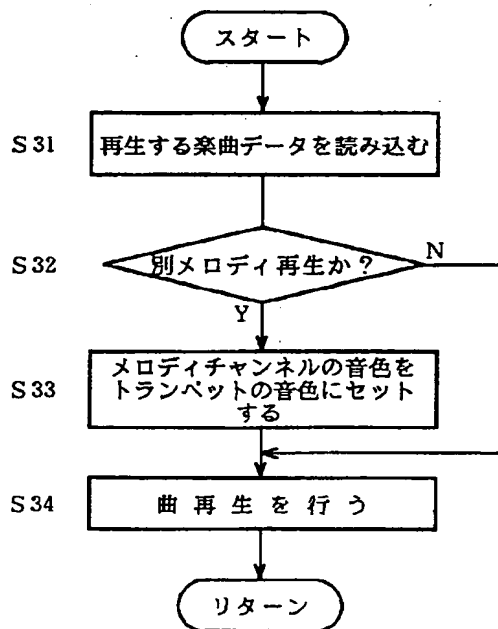 スタート
S31
再生する楽曲データを読み込む
S32
別メロディ再生か?
N
Y
S33
メロディチャンネルの音色を
トランペットの音色にセット
する
S34
曲再生を行う
リターン